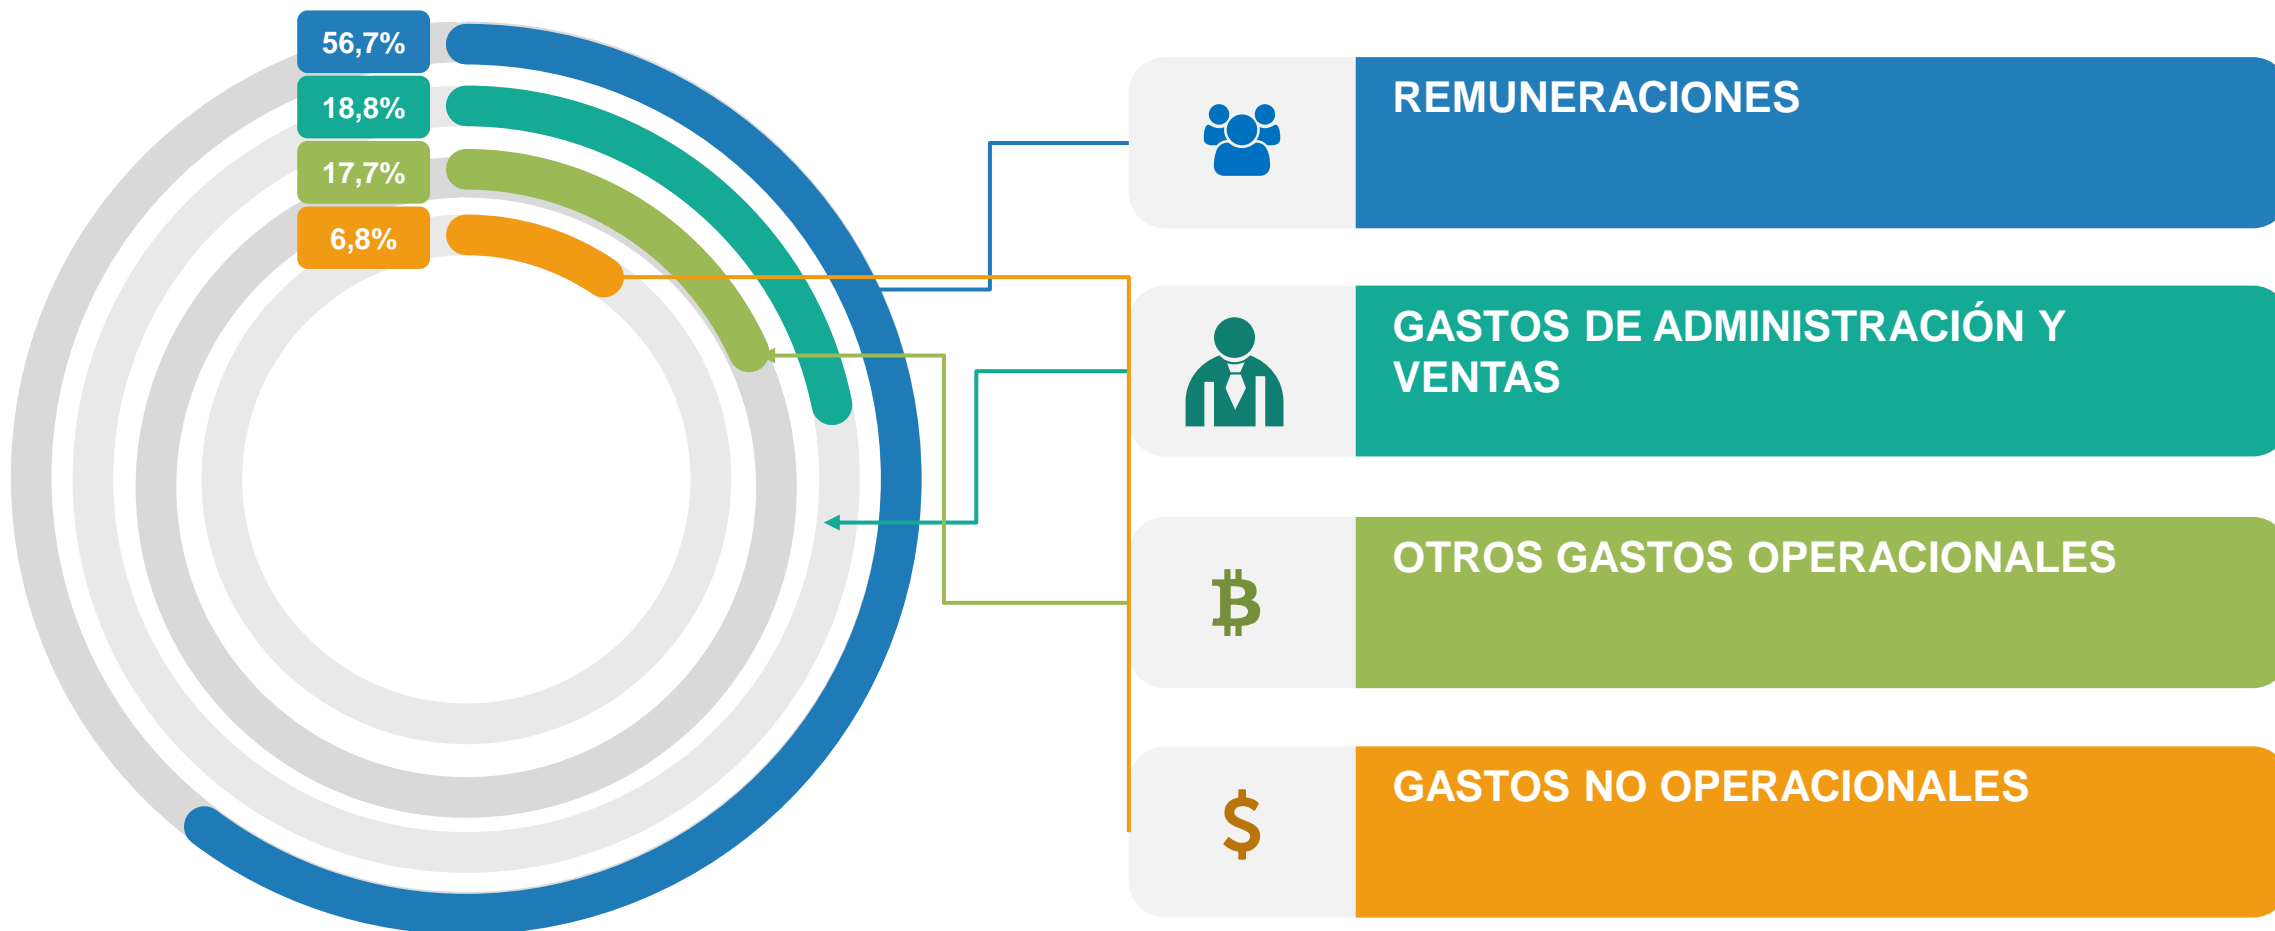 56,7%
18,8%
17,7%
6,8%
REMUNERACIONES
GASTOS DE ADMINISTRACIÓN Y
VENTAS
OTROS GASTOS OPERACIONALES
GASTOS NO OPERACIONALES